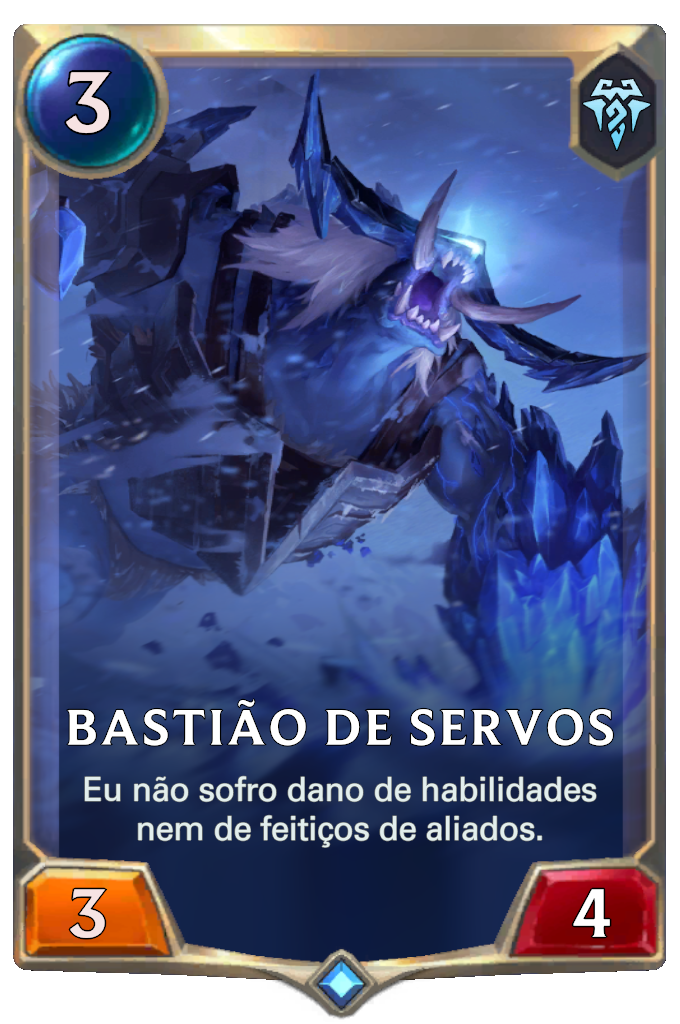 3
BASTIÃO DE SERVOS
Eu não sofro dano de habilidades
nem de feitiços de aliados.
3
4